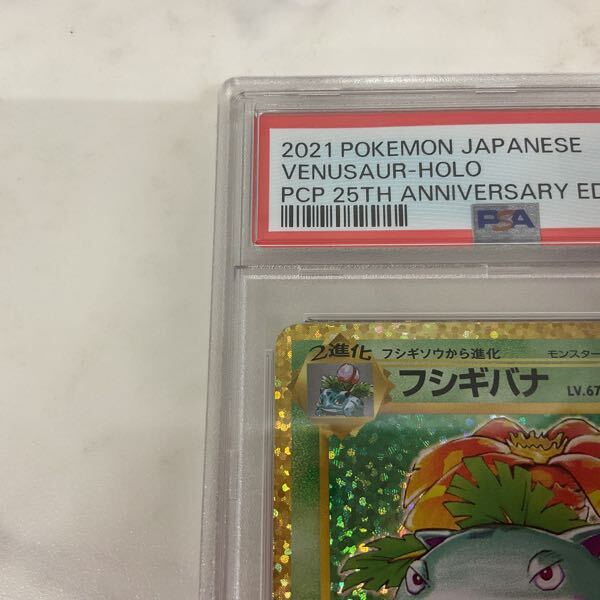 2021 POKEMON JAPANESE
VENUSAUR-HOLO
PCP 25TH ANNIVERSARY ED
PSA
2進化
フシギソウから進化
モンスター
フシギバナ
LV.67